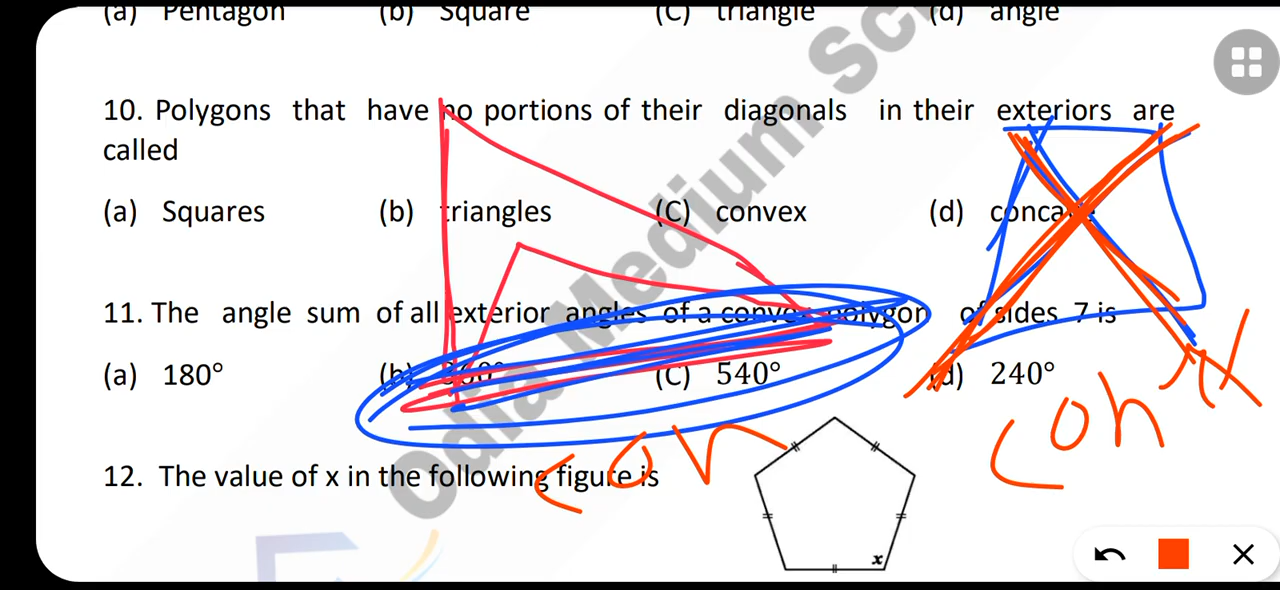 (a) Pentagon (b) Square (C) triangle (d) angle
10. Polygons that have no portions of their diagonals in their exteriors are
called
(a) Squares (b) triangles (C) convex (d) concave
11. The angle sum of all exterior angles of a convex polygon of sides 7 is
(a) 180° (b) 360° (C) 540° (d) 240°
12. The value of x in the following figure is
x
con
Odia Medium